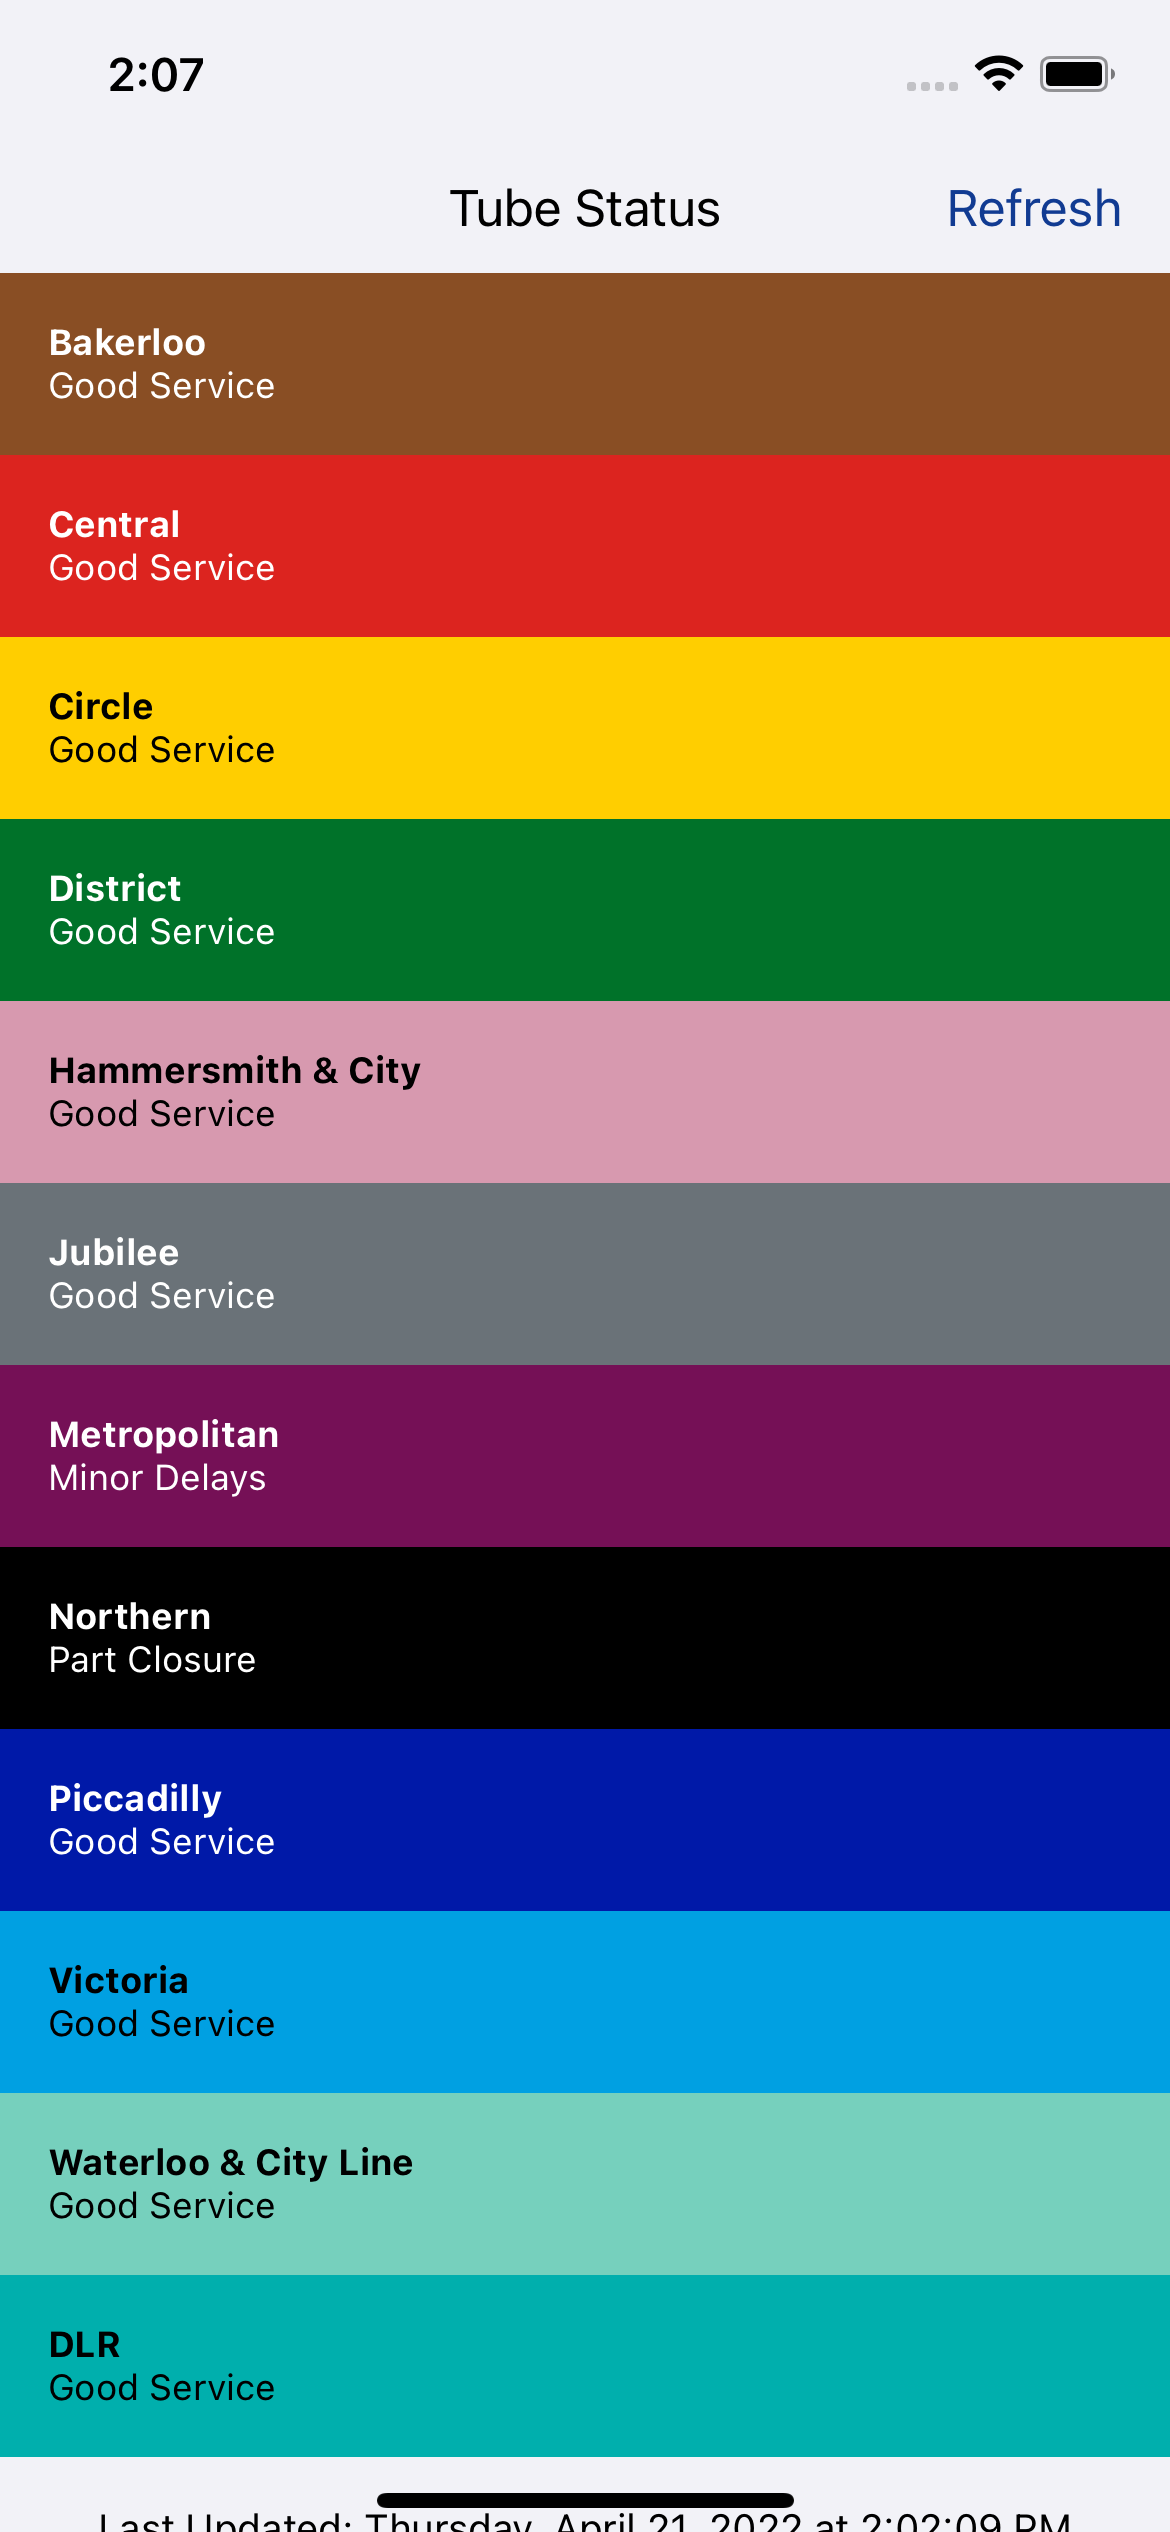 2:07
Tube Status
Refresh
Bakerloo
Good Service
Central
Good Service
Circle
Good Service
District
Good Service
Hammersmith & City
Good Service
Jubilee
Good Service
Metropolitan
Minor Delays
Northern
Part Closure
Piccadilly
Good Service
Victoria
Good Service
Waterloo & City Line
Good Service
DLR
Good Service
Last Updated: Thursday, April 21, 2022 at 2:02:09 PM